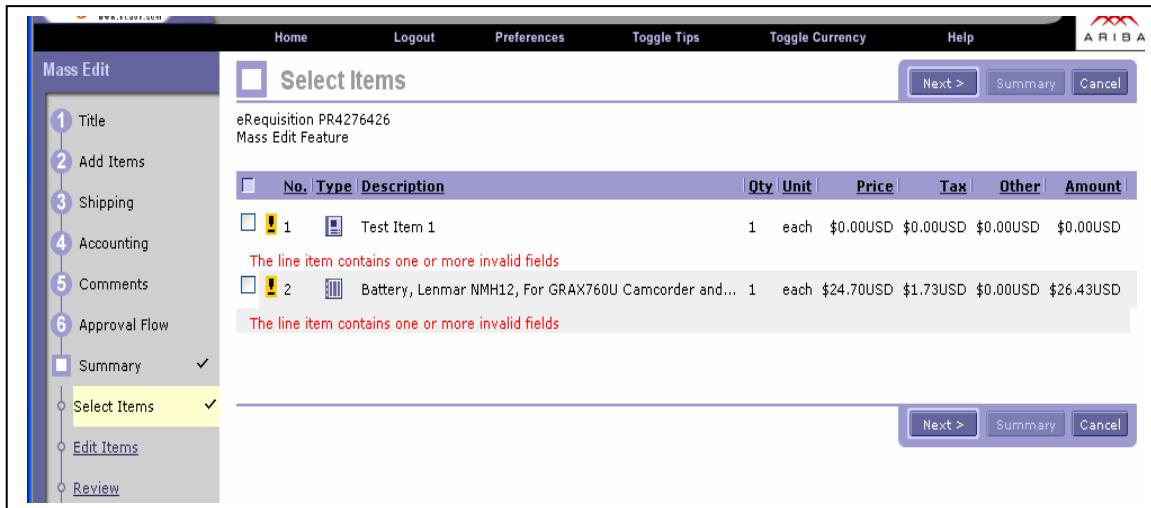 ARIBA
Home Logout Preferences Toggle Tips Toggle Currency Help
Mass Edit
Select Items
Next > Summary Cancel
eRequisition PR4276426
Mass Edit Feature
1 Title
2 Add Items
3 Shipping
4 Accounting
5 Comments
6 Approval Flow
Summary
Select Items
Edit Items
Review
No. Type Description Qty Unit Price Tax Other Amount
1 Test Item 1 1 each $0.00USD $0.00USD $0.00USD $0.00USD
The line item contains one or more invalid fields
2 Battery, Lenmar NMH12, For GRAX760U Camcorder and... 1 each $24.70USD $1.73USD $0.00USD $26.43USD
The line item contains one or more invalid fields
Next > Summary Cancel